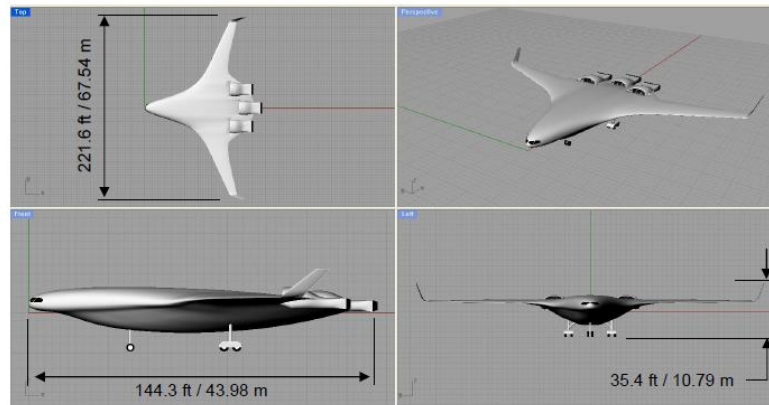 Top
Perspective
221.6 ft / 67.54 m
Front
Left
144.3 ft / 43.98 m
35.4 ft / 10.79 m